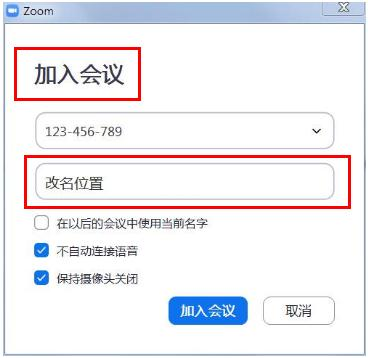 Zoom
加入会议
123-456-789
改名位置
在以后的会议中使用当前名字
不自动连接语音
保持摄像头关闭
加入会议 取消